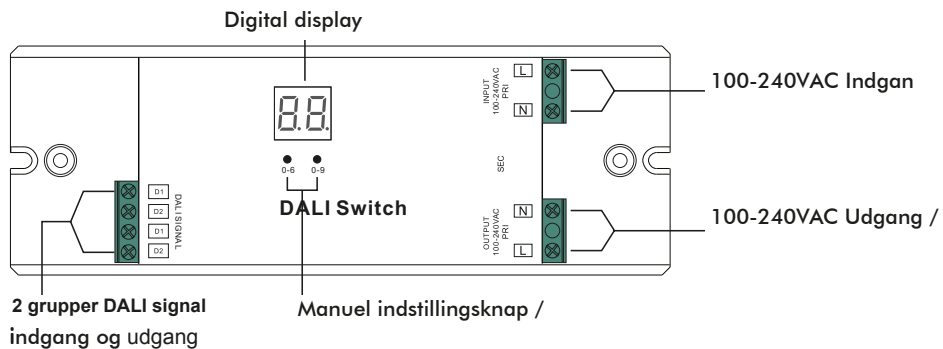 Digital display
100-240VAC Indgan
INPUT
100-240VAC
PRI
L
N
8.8.
0-6 0-9
DALI Switch
SEC
D1
D2
D1
D2
DALI SIGNAL
OUTPUT
100-240VAC
PRI
N
L
100-240VAC Udgang /
2 grupper DALI signal
indgang og udgang
Manuel indstillingsknap /